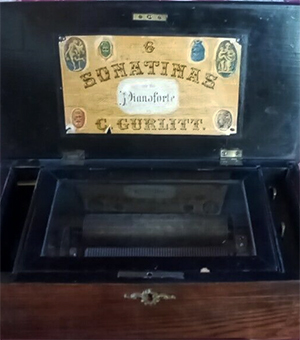 6
SONATINAS
Pianoforte
C. GURLITT.